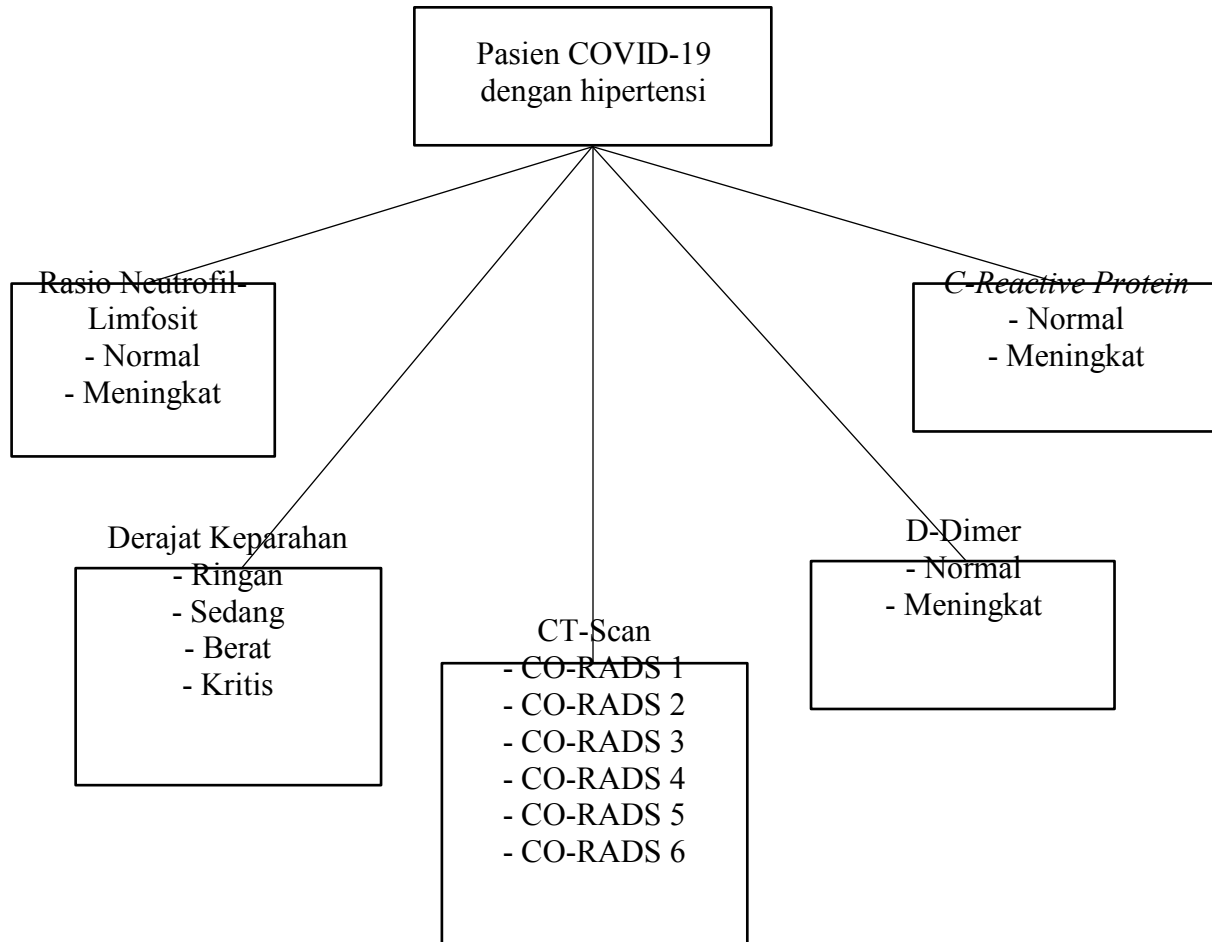 Pasien COVID-19
dengan hipertensi
Rasio Neutrofil-
Limfosit
- Normal
- Meningkat
C-Reactive Protein
- Normal
- Meningkat
Derajat Keparahan
- Ringan
- Sedang
- Berat
- Kritis
CT-Scan
- CO-RADS 1
- CO-RADS 2
- CO-RADS 3
- CO-RADS 4
- CO-RADS 5
- CO-RADS 6
D-Dimer
- Normal
- Meningkat